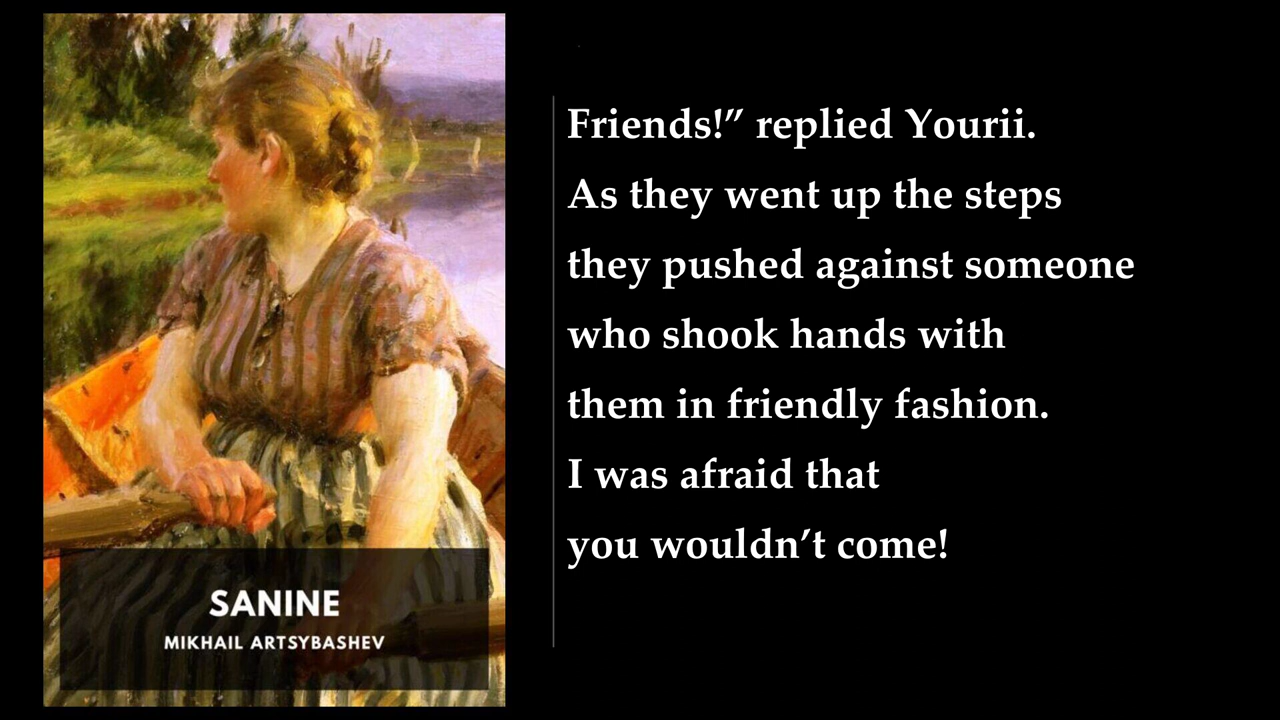 Friends!” replied Yourii.
As they went up the steps
they pushed against someone
who shook hands with
them in friendly fashion.
I was afraid that
you wouldn’t come!
SANINE
MIKHAIL ARTSYBASHEV